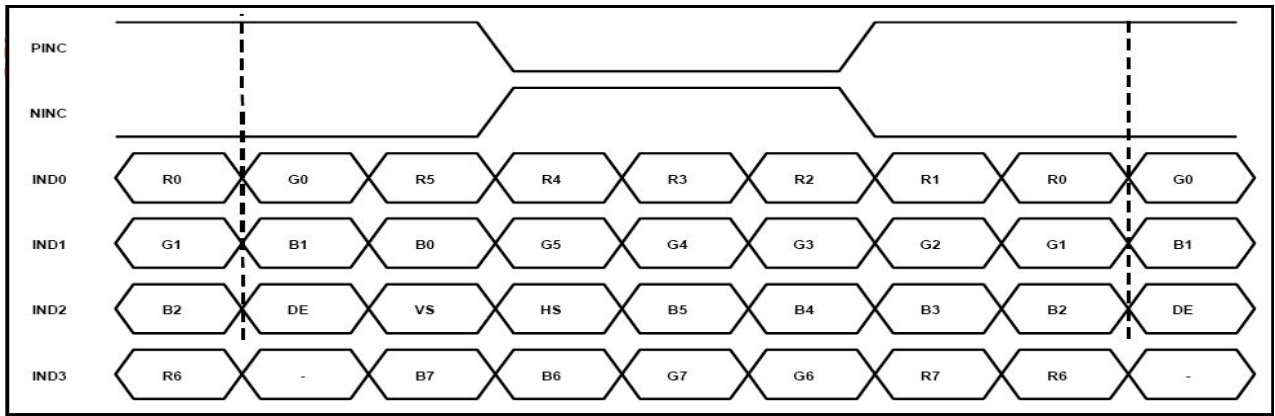 PINC
NINC
IND0 R0 G0 R5 R4 R3 R2 R1 R0 G0
IND1 G1 B1 B0 G5 G4 G3 G2 G1 B1
IND2 B2 DE VS HS B5 B4 B3 B2 DE
IND3 R6 - B7 B6 G7 G6 R7 R6 -